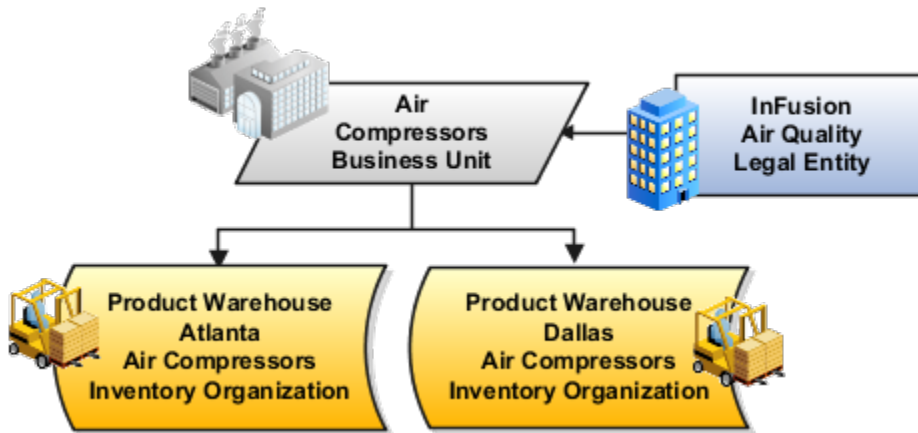 Air
Compressors
Business Unit
InFusion
Air Quality
Legal Entity
Product Warehouse
Atlanta
Air Compressors
Inventory Organization
Product Warehouse
Dallas
Air Compressors
Inventory Organization